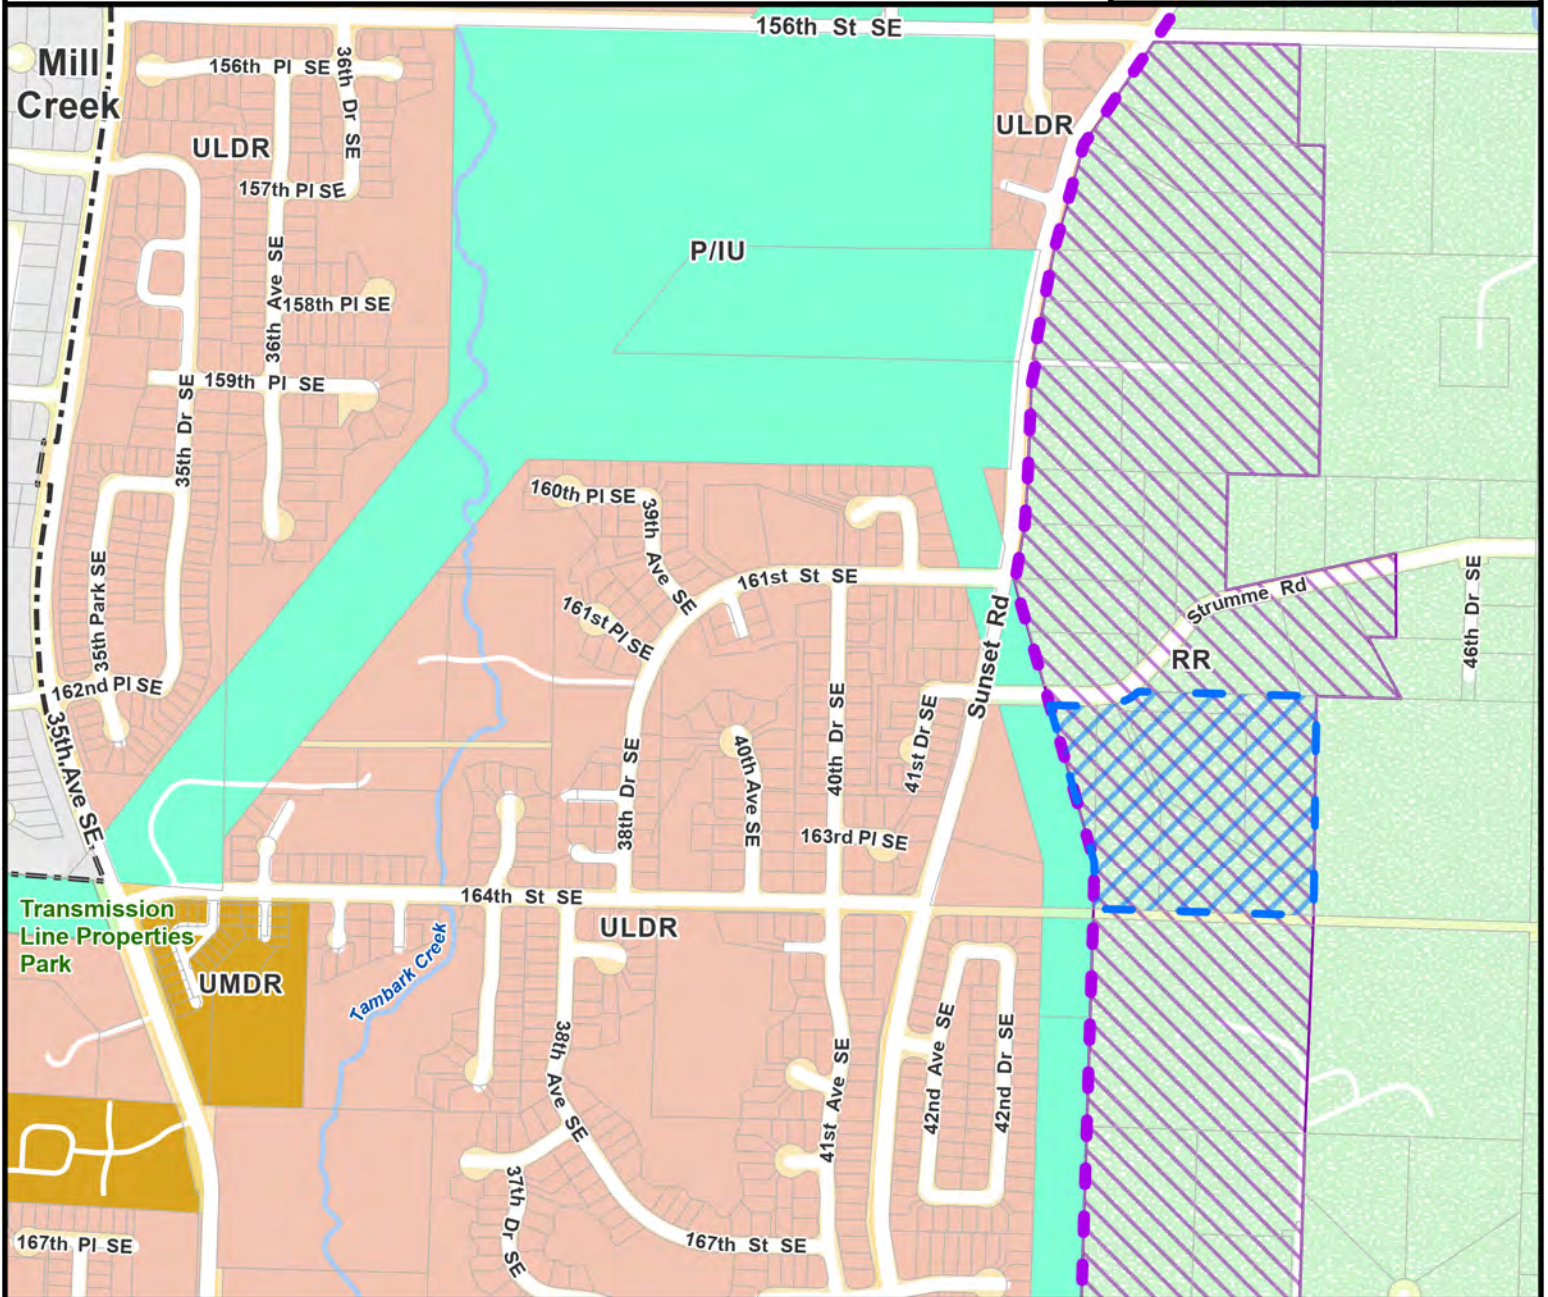 156th St SE
Mill
Creek
156th Pl SE
36th Dr SE
ULDR
ULDR
157th Pl SE
P/IU
36th Ave SE
158th Pl SE
159th Pl SE
35th Dr SE
160th Pl SE
39th Ave SE
161st St SE
35th Park SE
161st Pl SE
Strumme Rd
46th Dr SE
Sunset Rd
RR
162nd Pl SE
35th Ave SE
38th Dr SE
40th Ave SE
40th Dr SE
41st Dr SE
163rd Pl SE
164th St SE
Transmission
Line Properties
Park
ULDR
UMDR
Tambark Creek
38th Ave SE
41st Ave SE
42nd Ave SE
42nd Dr SE
37th Dr SE
167th Pl SE
167th St SE